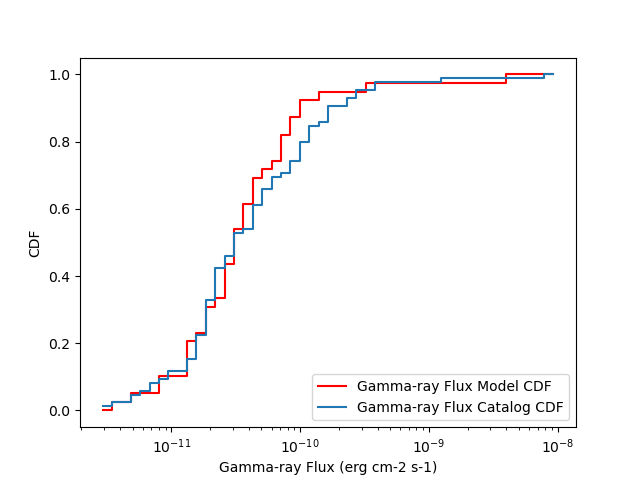 1.0
0.8
0.6
0.4
0.2
0.0
CDF
10⁻¹¹ 10⁻¹⁰ 10⁻⁹ 10⁻⁸
Gamma-ray Flux (erg cm-2 s-1)
Gamma-ray Flux Model CDF
Gamma-ray Flux Catalog CDF